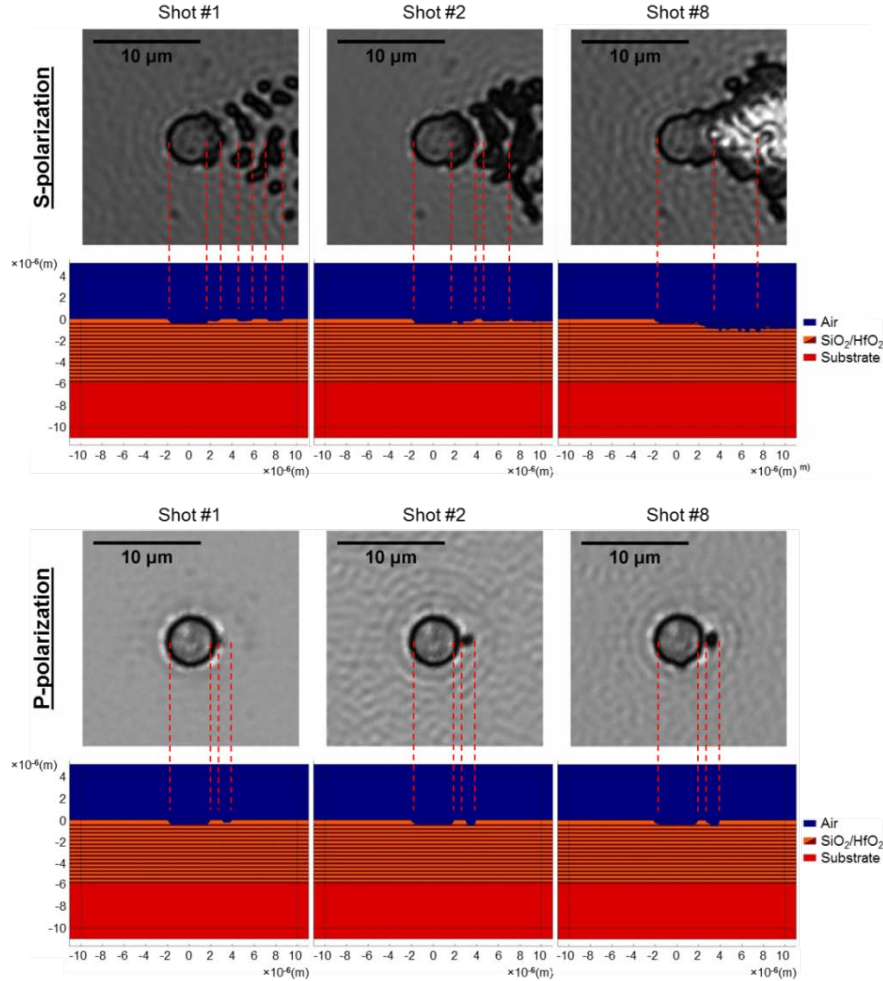 Shot #1 Shot #2 Shot #8
S-polarization
10 μm 10 μm 10 μm
×10⁻⁶(m)
4
2
0
-2
-4
-6
-8
-10
Air
SiO₂/HfO₂
Substrate
-10 -8 -6 -4 -2 0 2 4 6 8 10 -10 -8 -6 -4 -2 0 2 4 6 8 10 -10 -8 -6 -4 -2 0 2 4 6 8 10
×10⁻⁶(m) ×10⁻⁶(m) ×10⁻⁶(m) m)
Shot #1 Shot #2 Shot #8
P-polarization
10 μm 10 μm 10 μm
×10⁻⁶(m)
4
2
0
-2
-4
-6
-8
-10
Air
SiO₂/HfO₂
Substrate
-10 -8 -6 -4 -2 0 2 4 6 8 10 -10 -8 -6 -4 -2 0 2 4 6 8 10 -10 -8 -6 -4 -2 0 2 4 6 8 10
×10⁻⁶(m) ×10⁻⁶(m) ×10⁻⁶(m)